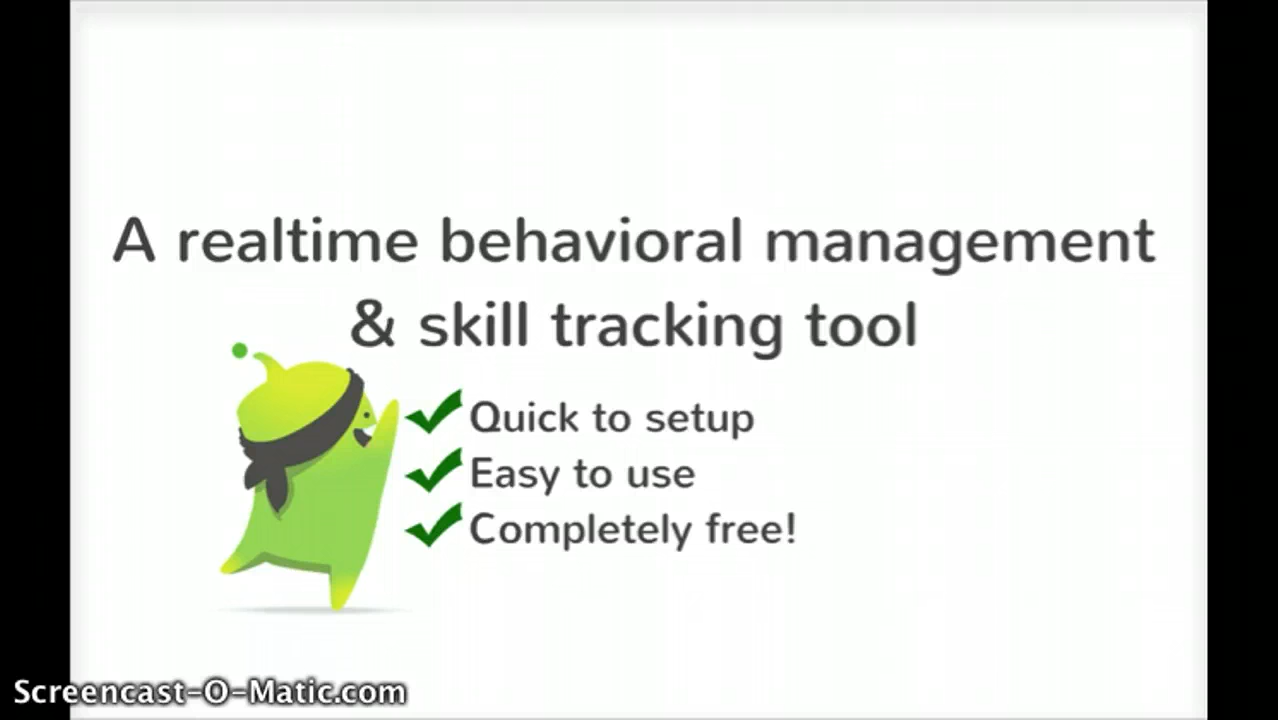 A realtime behavioral management
& skill tracking tool
Quick to setup
Easy to use
Completely free!
Screencast-O-Matic.com